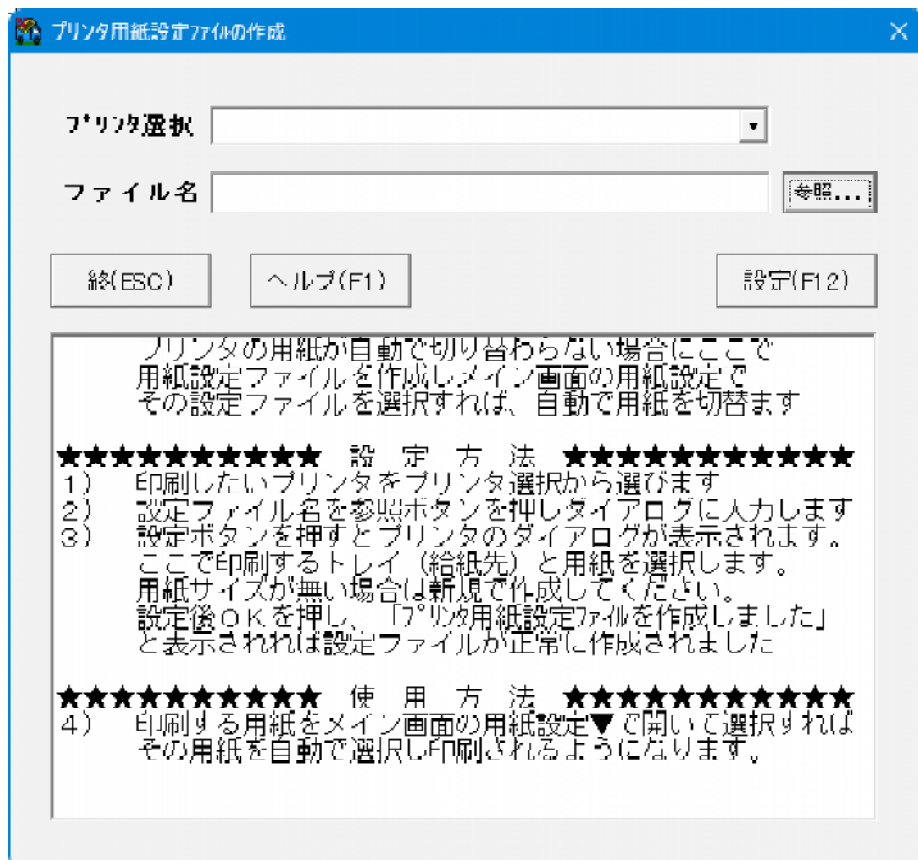 プリンタ用紙設定ファイルの作成
プリンタ選択
ファイル名
参照...
終(ESC)
ヘルプ(F1)
設定(F12)
プリンタの用紙が自動で切り替わらない場合にここで
用紙設定ファイルを作成しメイン画面の用紙設定で
その設定ファイルを選択すれば、自動で用紙を切替ます
★★★★★★★★★★ 設 定 方 法 ★★★★★★★★★★★
1) 印刷したいプリンタをプリンタ選択から選びます
2) 設定ファイル名を参照ボタンを押しダイアログに入力します
3) 設定ボタンを押すとプリンタのダイアログが表示されます。
ここで印刷するトレイ(給紙先)と用紙を選択します。
用紙サイズが無い場合は新規で作成してください。
設定後OKを押し、「プリンタ用紙設定ファイルを作成しました」
と表示されれば設定ファイルが正常に作成されました
★★★★★★★★★★ 使 用 方 法 ★★★★★★★★★★★
4) 印刷する用紙をメイン画面の用紙設定▼で開いて選択すれば
その用紙を自動で選択し印刷されるようになります。